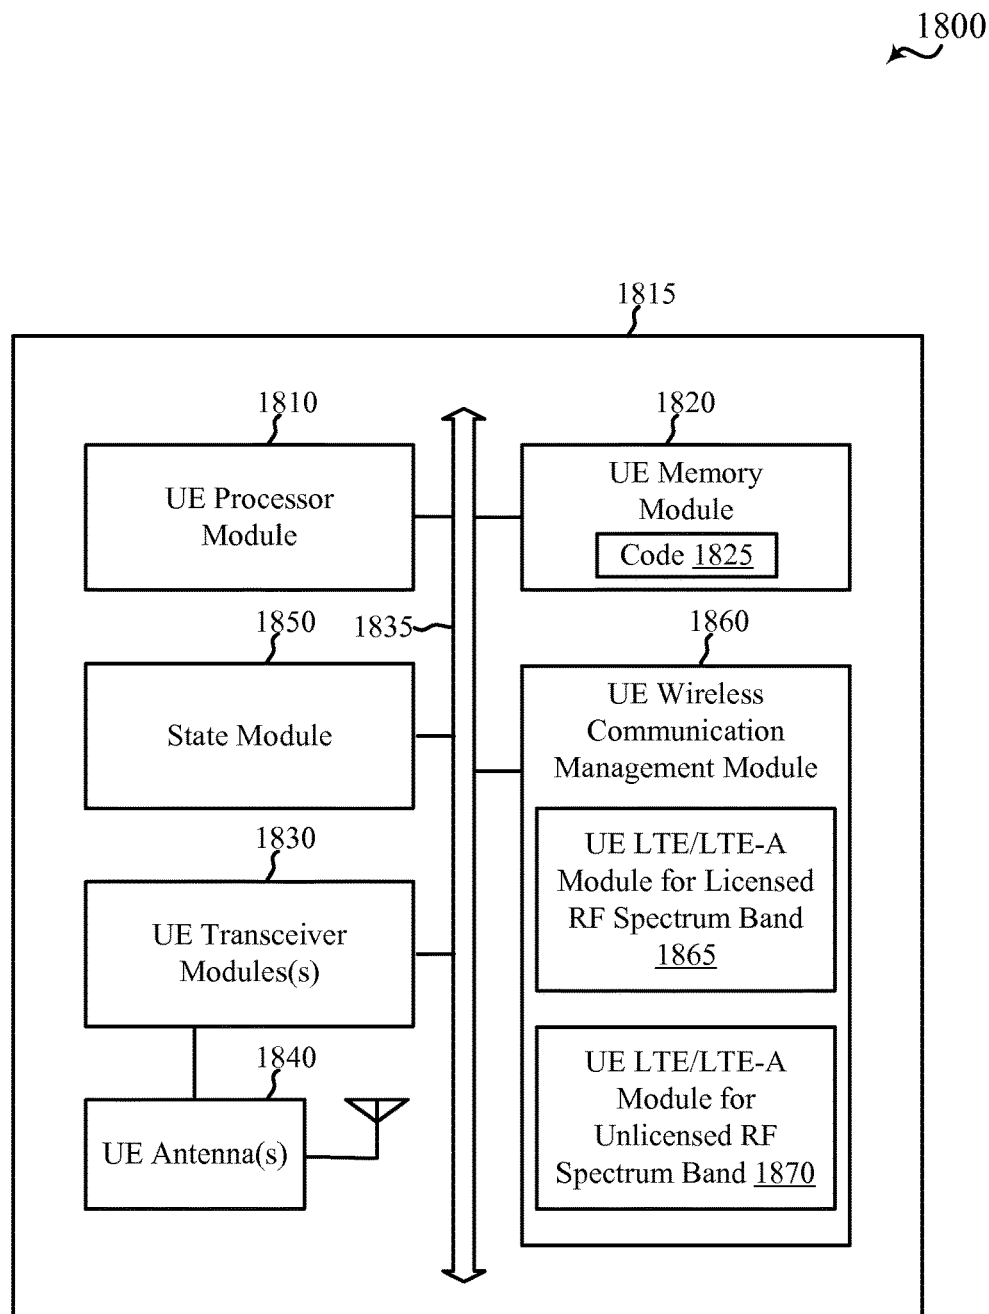 1800
1815
1810
UE Processor
Module
1820
UE Memory
Module
Code 1825
1835
1850
State Module
1860
UE Wireless
Communication
Management Module
UE LTE/LTE-A
Module for Licensed
RF Spectrum Band
1865
UE LTE/LTE-A
Module for
Unlicensed RF
Spectrum Band 1870
1830
UE Transceiver
Modules(s)
1840
UE Antenna(s)